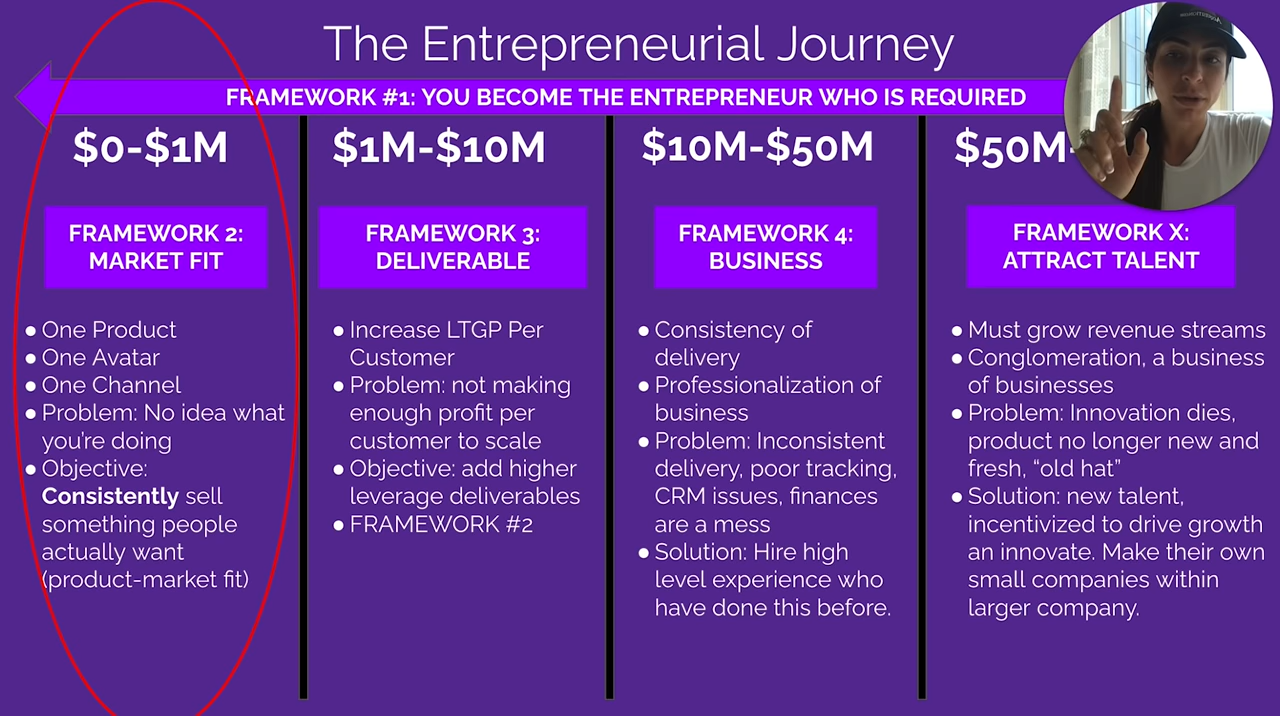 The Entrepreneurial Journey
FRAMEWORK #1: YOU BECOME THE ENTREPRENEUR WHO IS REQUIRED
$0-$1M
FRAMEWORK 2:
MARKET FIT
● One Product
● One Avatar
● One Channel
● Problem: No idea what
you're doing
● Objective:
Consistently sell
something people
actually want
(product-market fit)
$1M-$10M
FRAMEWORK 3:
DELIVERABLE
● Increase LTGP Per
Customer
● Problem: not making
enough profit per
customer to scale
● Objective: add higher
leverage deliverables
● FRAMEWORK #2
$10M-$50M
FRAMEWORK 4:
BUSINESS
● Consistency of
delivery
● Professionalization of
business
● Problem: Inconsistent
delivery, poor tracking,
CRM issues, finances
are a mess
● Solution: Hire high
level experience who
have done this before.
$50M-
FRAMEWORK X:
ATTRACT TALENT
● Must grow revenue streams
● Conglomeration, a business
of businesses
● Problem: Innovation dies,
product no longer new and
fresh, “old hat”
● Solution: new talent,
incentivized to drive growth
an innovate. Make their own
small companies within
larger company.